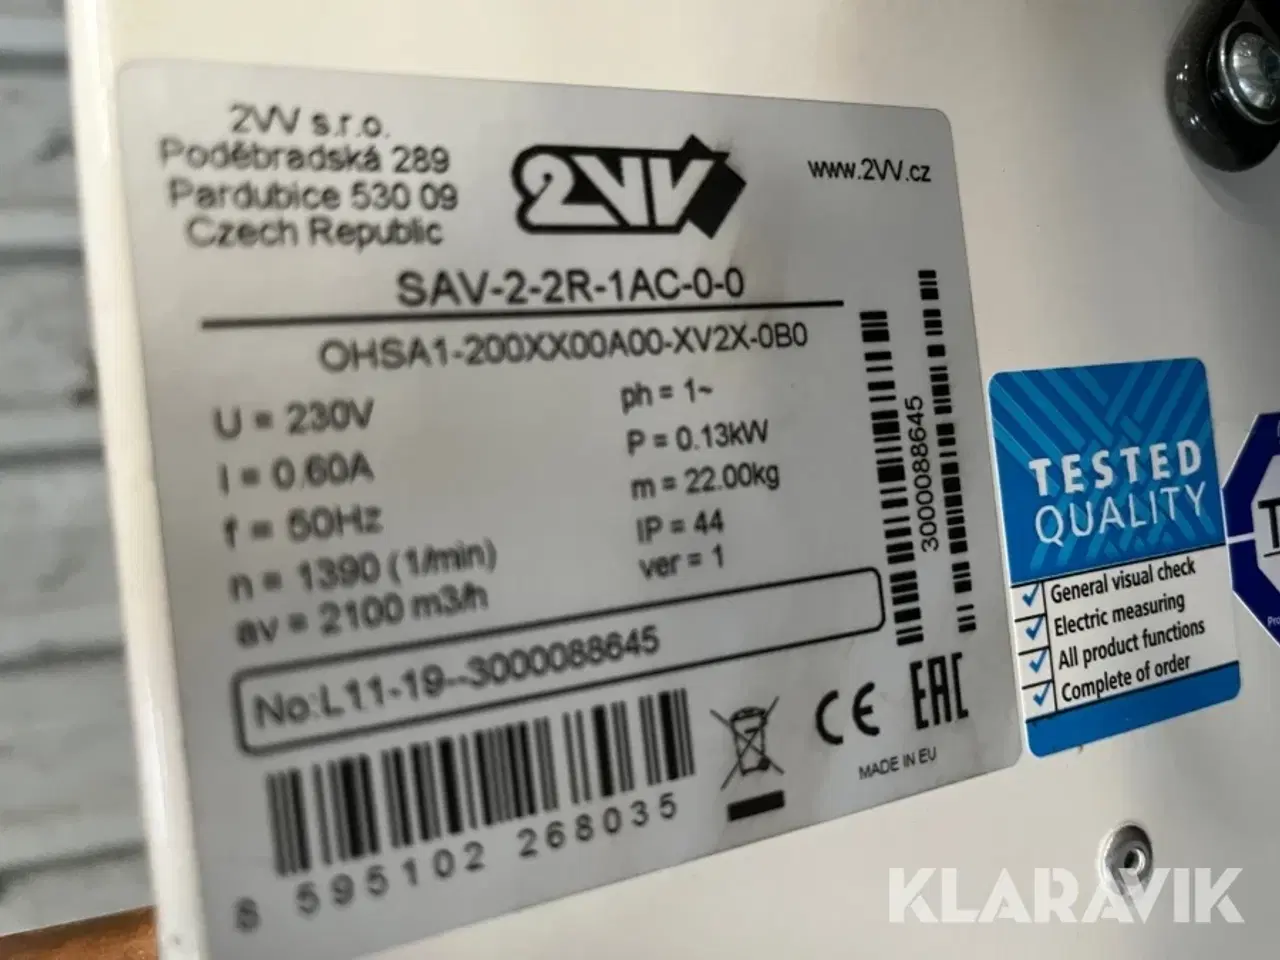 2VV s.r.o.
Poděbradská 289
Pardubice 530 09
Czech Republic
2VV
www.2VV.cz
SAV-2-2R-1AC-0-0
OHSA1-200XX00A00-XV2X-0B0
U = 230V
I = 0.60A
f = 50Hz
n = 1390 (1/min)
av = 2100 m3/h
ph = 1~
P = 0.13kW
m = 22.00kg
IP = 44
ver = 1
No:L11-19--3000088645
3000088645
8 595102 268035
CE
EAC
MADE IN EU
TESTED
QUALITY
General visual check
Electric measuring
All product functions
Complete of order
KLARAVIK